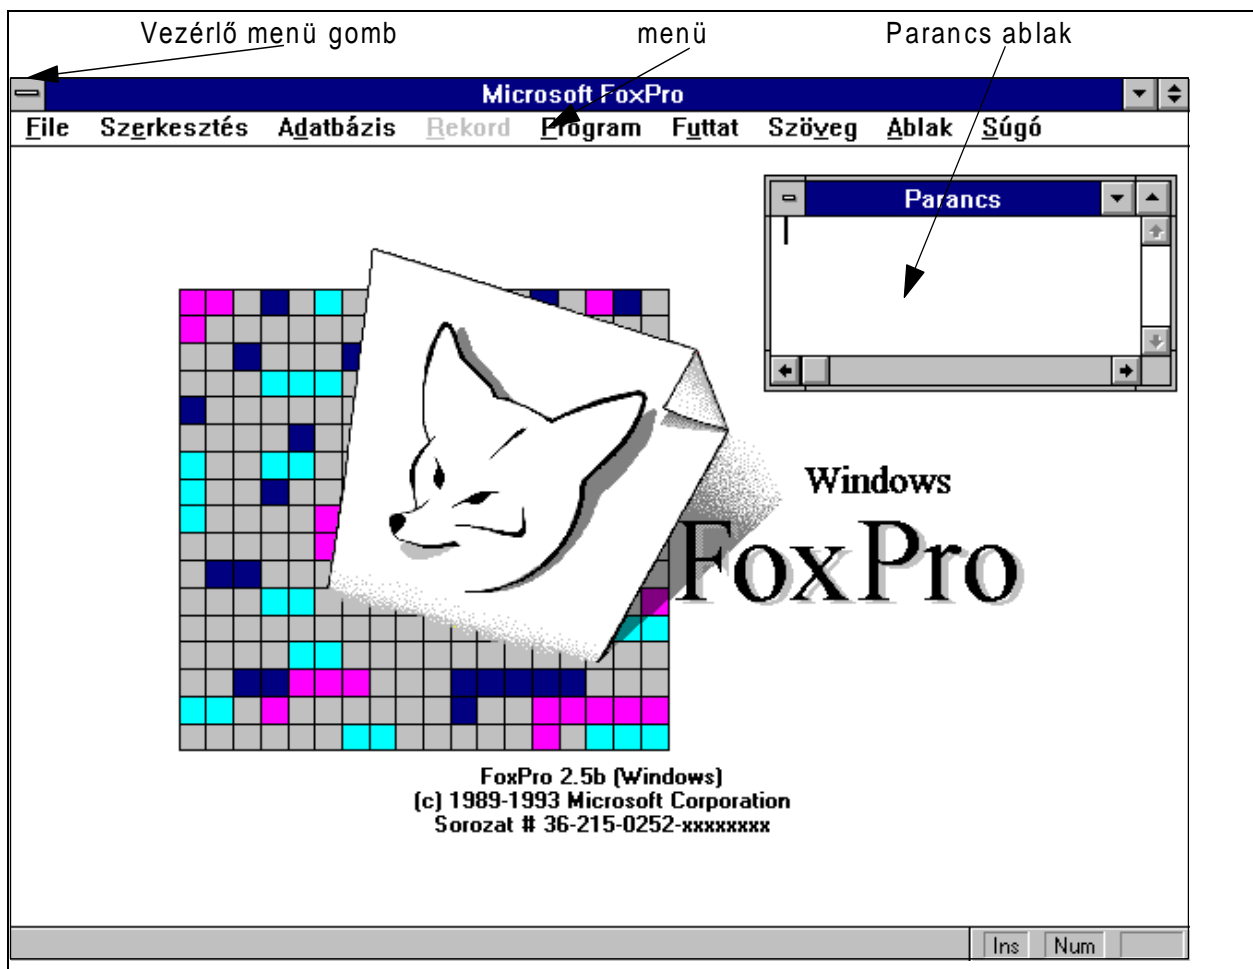 Vezérlő menü gomb menü Parancs ablak
Microsoft FoxPro
File Szerkesztés Adatbázis Rekord Program Futtat Szöveg Ablak Súgó
Parancs
Windows
FoxPro
FoxPro 2.5b (Windows)
(c) 1989-1993 Microsoft Corporation
Sorozat # 36-215-0252-xxxxxxxx
Ins Num